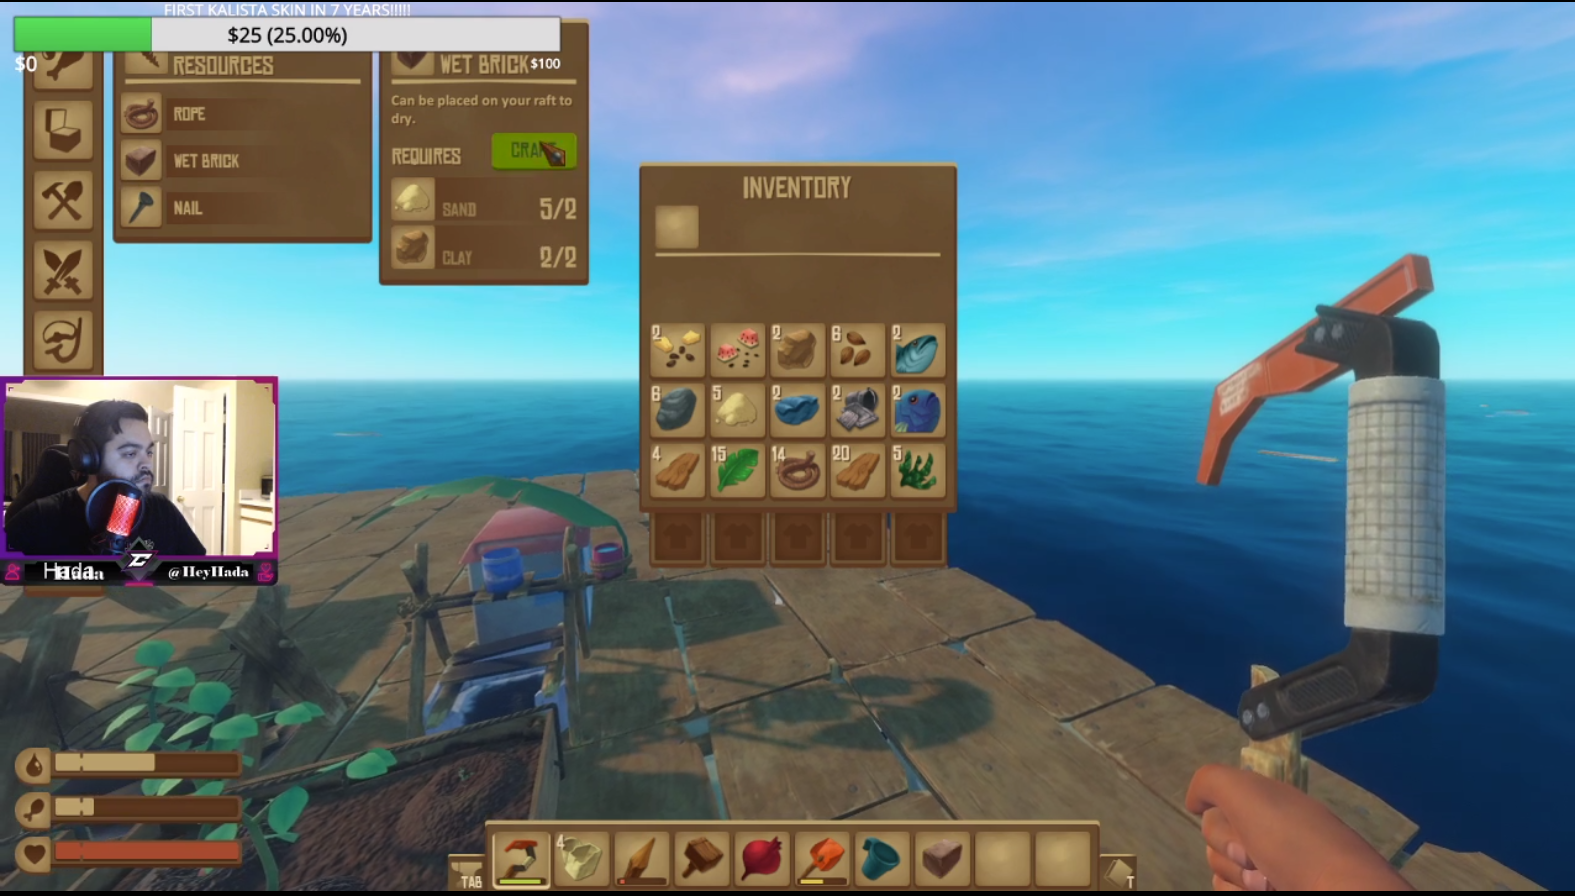 FIRST KALISTA SKIN IN 7 YEARS!!!!!
$25 (25.00%)
$0
$100
RESOURCES
ROPE
WET BRICK
NAIL
WET BRICK
Can be placed on your raft to
dry.
REQUIRES
CRAFT
SAND 5/2
CLAY 2/2
INVENTORY
2 2 6 2
6 5 2 2 2
4 15 14 20 5
Hada
Hada
@HeyHada
TAB
4
T